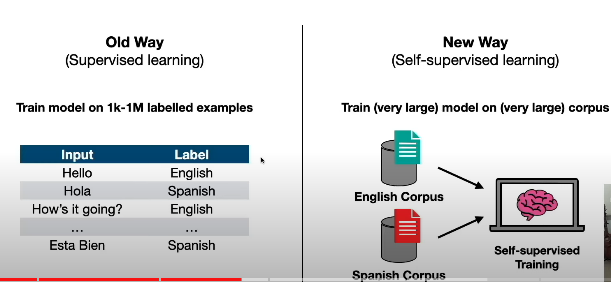 Old Way
(Supervised learning)
Train model on 1k-1M labelled examples
Input Label
Hello English
Hola Spanish
How's it going? English
... ...
Esta Bien Spanish
New Way
(Self-supervised learning)
Train (very large) model on (very large) corpus
English Corpus
Spanish Corpus
Self-supervised
Training